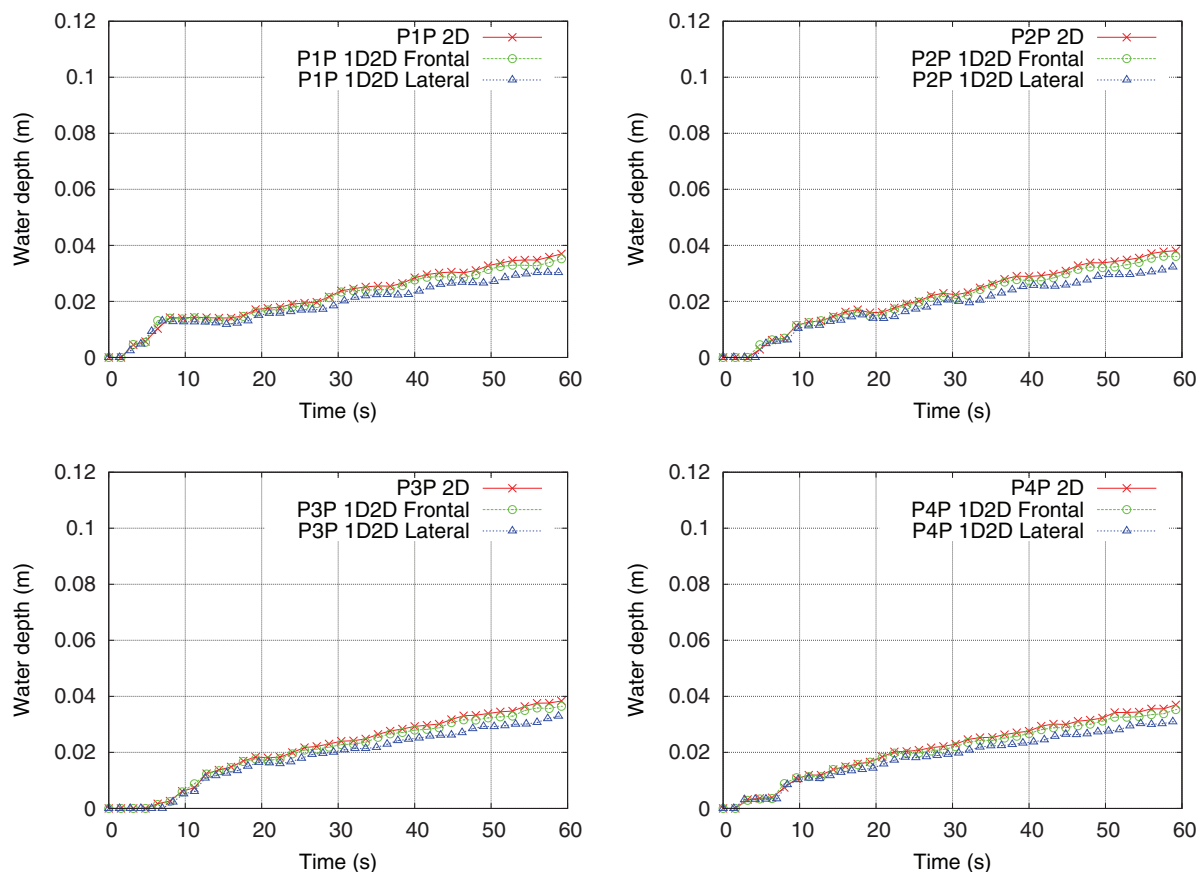 0.12
0.1
0.08
0.06
0.04
0.02
0
Water depth (m)
P1P 2D
P1P 1D2D Frontal
P1P 1D2D Lateral
0 10 20 30 40 50 60
Time (s)
0.12
0.1
0.08
0.06
0.04
0.02
0
Water depth (m)
P2P 2D
P2P 1D2D Frontal
P2P 1D2D Lateral
0 10 20 30 40 50 60
Time (s)
0.12
0.1
0.08
0.06
0.04
0.02
0
Water depth (m)
P3P 2D
P3P 1D2D Frontal
P3P 1D2D Lateral
0 10 20 30 40 50 60
Time (s)
0.12
0.1
0.08
0.06
0.04
0.02
0
Water depth (m)
P4P 2D
P4P 1D2D Frontal
P4P 1D2D Lateral
0 10 20 30 40 50 60
Time (s)